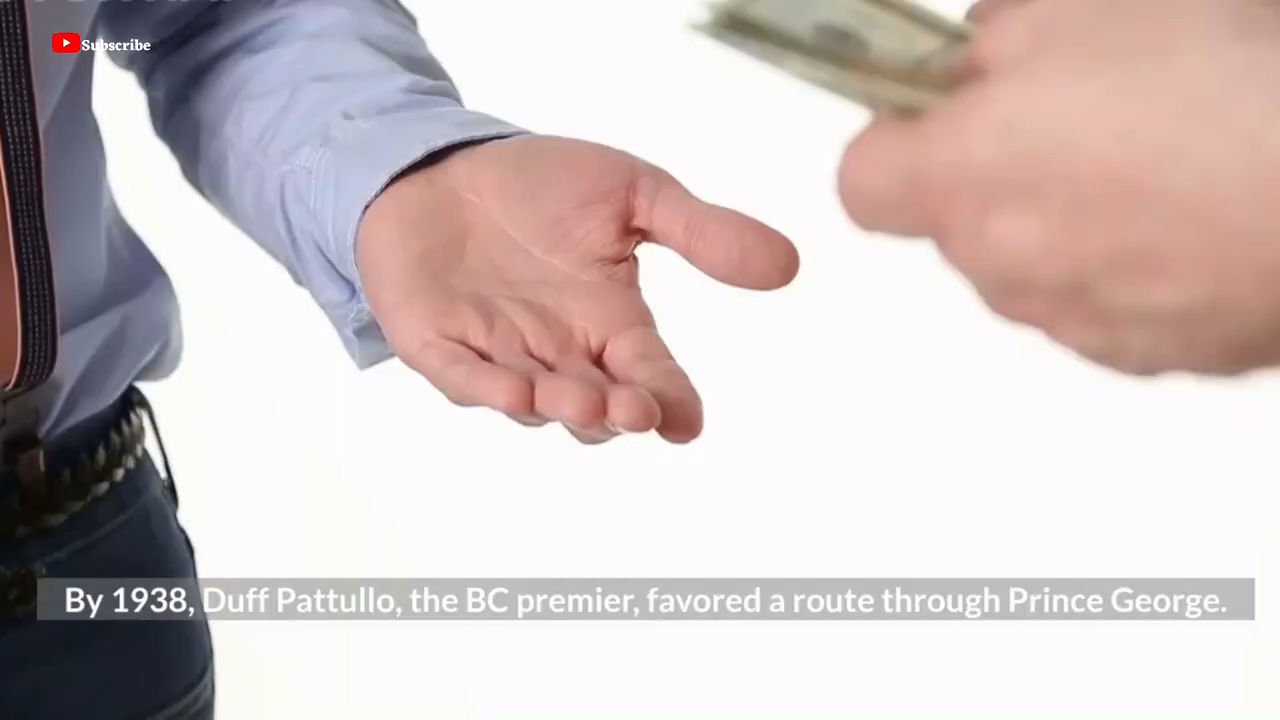 Subscribe
By 1938, Duff Pattullo, the BC premier, favored a route through Prince George.